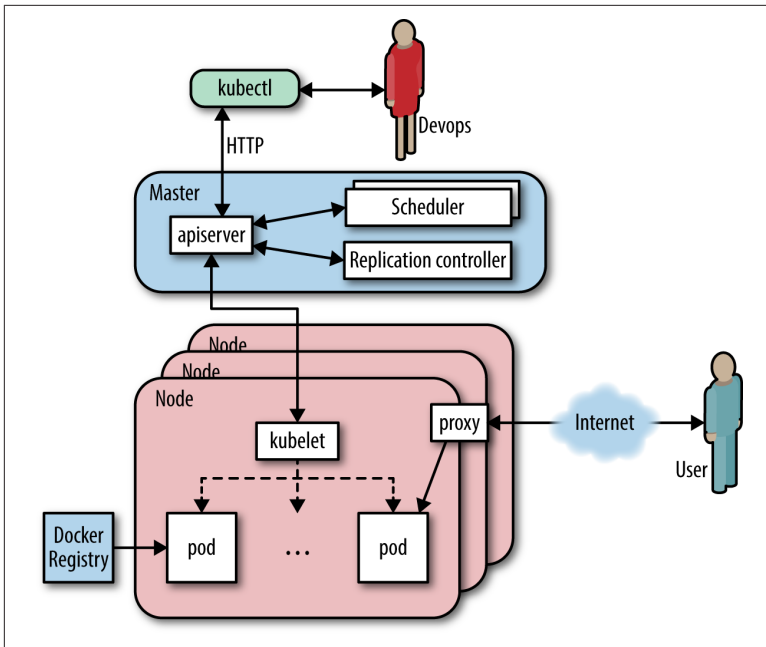 kubectl
Devops
HTTP
Master
Scheduler
apiserver
Replication controller
Node
Node
Node
proxy
Internet
kubelet
User
Docker
Registry
pod
...
pod